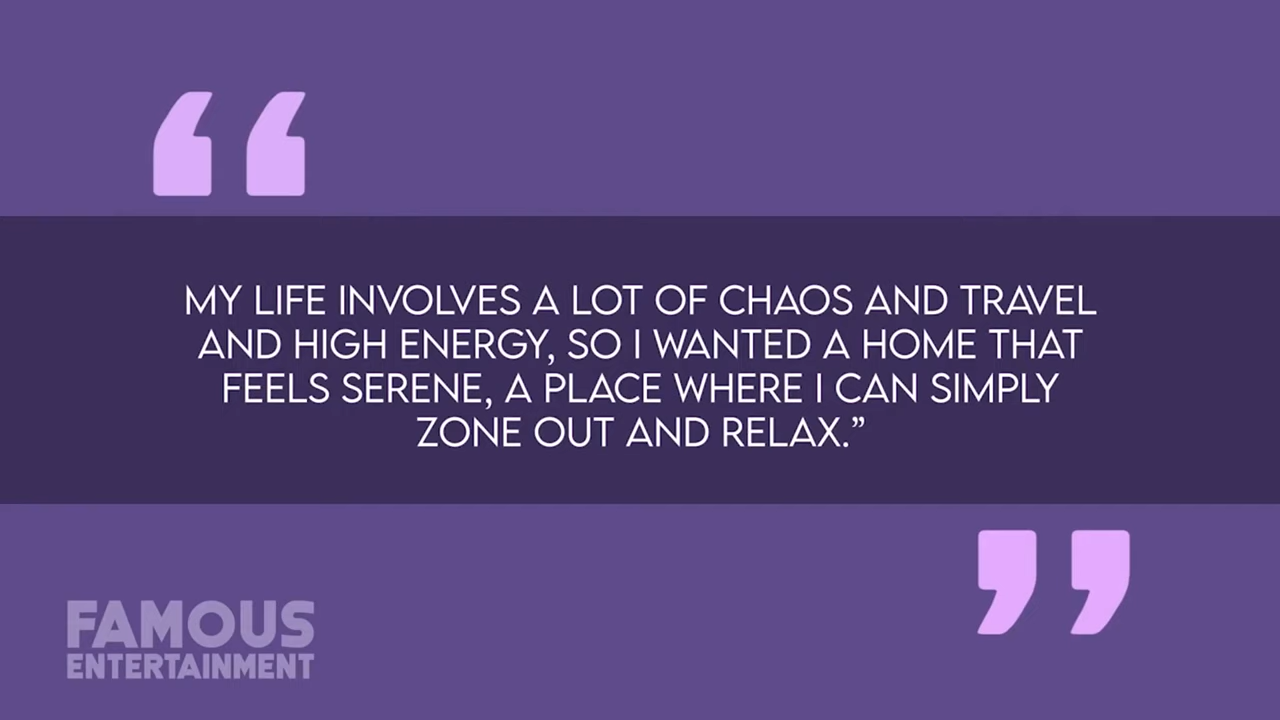 MY LIFE INVOLVES A LOT OF CHAOS AND TRAVEL
AND HIGH ENERGY, SO I WANTED A HOME THAT
FEELS SERENE, A PLACE WHERE I CAN SIMPLY
ZONE OUT AND RELAX.”
FAMOUS
ENTERTAINMENT